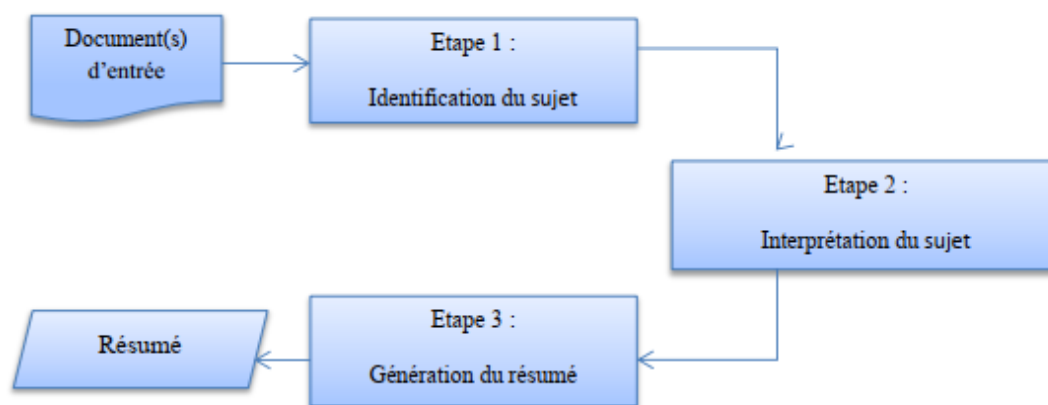 Document(s)
d’entrée
Etape 1 :
Identification du sujet
Etape 2 :
Interprétation du sujet
Etape 3 :
Génération du résumé
Résumé